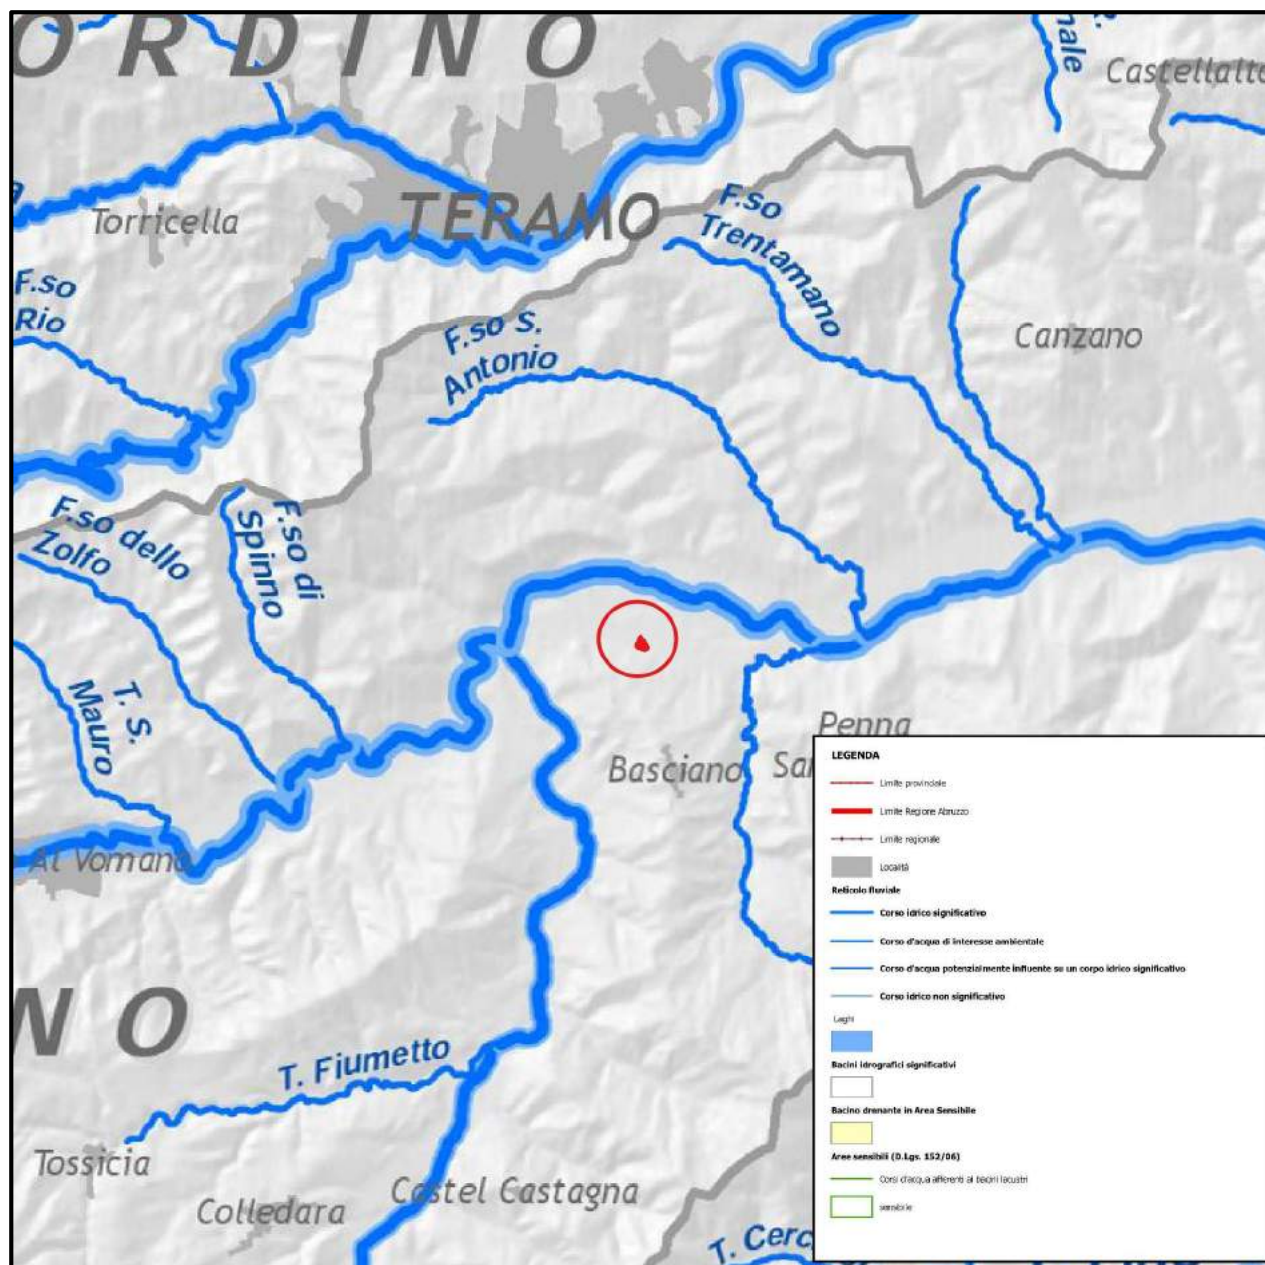 ORDINO
nale
R.
Castellalto
Torricella
TERAMO
F.so
Trentamano
F.so
Rio
F.so S.
Antonio
Canzano
F.so dello
Zolfo
F.so di
Spinno
T. S.
Mauro
Penna
Basciano
Al Vomano
NO
T. Fiumetto
Tossicia
Colledara
Castel Castagna
T. Cerc
LEGENDA
Limite provinciale
Limite Regione Abruzzo
Limite regionale
Località
Reticolo fluviale
Corso idrico significativo
Corso d'acqua di interesse ambientale
Corso d'acqua potenzialmente influente su un corpo idrico significativo
Corso idrico non significativo
Laghi
Bacini idrografici significativi
Bacino drenante in Area Sensibile
Aree sensibili (D.Lgs. 152/06)
Corsi d'acqua afferenti ai bacini lacustri
sensibile